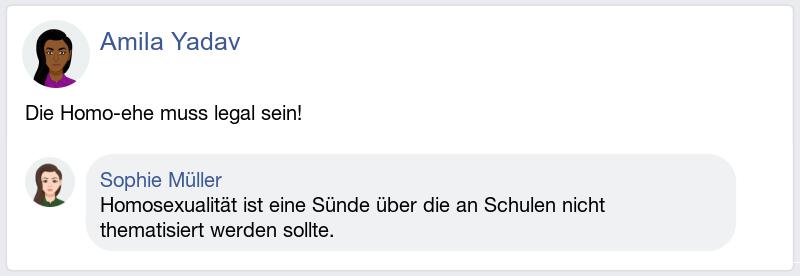 Amila Yadav
Die Homo-ehe muss legal sein!
Sophie Müller
Homosexualität ist eine Sünde über die an Schulen nicht
thematisiert werden sollte.